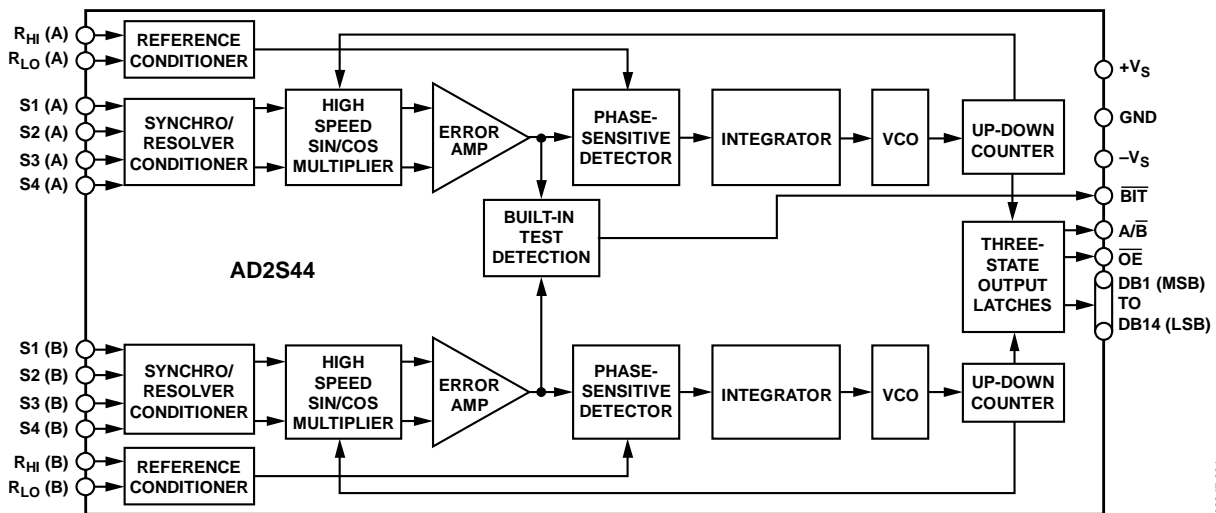 R_HI (A)
R_LO (A)
S1 (A)
S2 (A)
S3 (A)
S4 (A)
REFERENCE
CONDITIONER
SYNCHRO/
RESOLVER
CONDITIONER
HIGH
SPEED
SIN/COS
MULTIPLIER
ERROR
AMP
PHASE-
SENSITIVE
DETECTOR
INTEGRATOR
VCO
UP-DOWN
COUNTER
+V_S
GND
–V_S
B̅I̅T̅
A/B̅
O̅E̅
DB1 (MSB)
TO
DB14 (LSB)
BUILT-IN
TEST
DETECTION
THREE-
STATE
OUTPUT
LATCHES
AD2S44
S1 (B)
S2 (B)
S3 (B)
S4 (B)
R_HI (B)
R_LO (B)
SYNCHRO/
RESOLVER
CONDITIONER
REFERENCE
CONDITIONER
HIGH
SPEED
SIN/COS
MULTIPLIER
ERROR
AMP
PHASE-
SENSITIVE
DETECTOR
INTEGRATOR
VCO
UP-DOWN
COUNTER